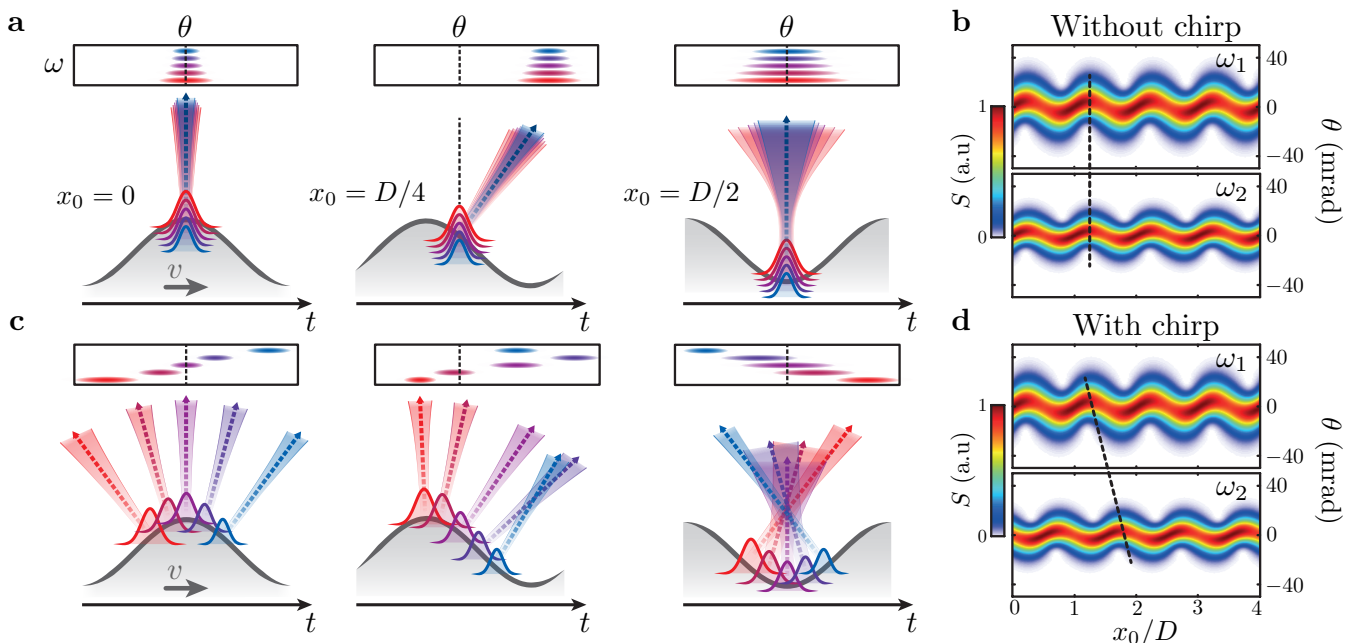 a
θ
θ
θ
ω
x₀ = 0
x₀ = D/4
x₀ = D/2
v
t
t
t
b
Without chirp
ω₁
40
0
−40
ω₂
40
0
−40
θ (mrad)
1
0
S (a.u)
c
v
t
t
t
d
With chirp
ω₁
40
0
−40
ω₂
40
0
−40
θ (mrad)
1
0
S (a.u)
0 1 2 3 4
x₀/D